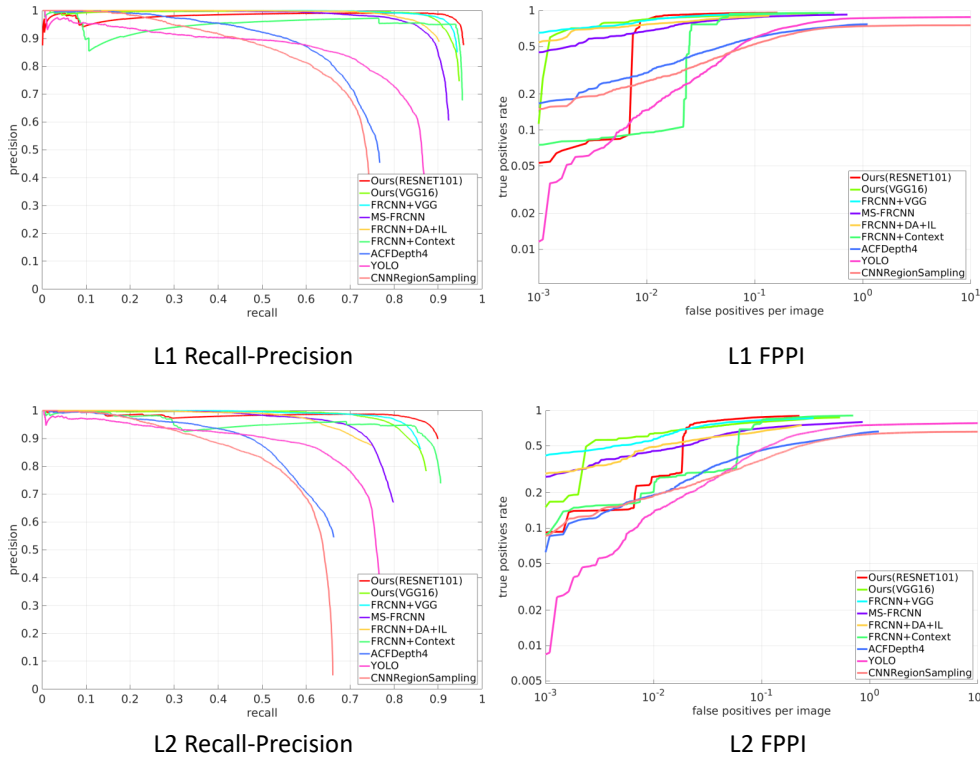 1
0.9
0.8
0.7
0.6
0.5
0.4
0.3
0.2
0.1
0
precision
0 0.1 0.2 0.3 0.4 0.5 0.6 0.7 0.8 0.9 1
recall
Ours(RESNET101)
Ours(VGG16)
FRCNN+VGG
MS-FRCNN
FRCNN+DA+IL
FRCNN+Context
ACFDepth4
YOLO
CNNRegionSampling
L1 Recall-Precision
1
0.5
0.2
0.1
0.05
0.02
0.01
true positives rate
10⁻³ 10⁻² 10⁻¹ 10⁰ 10¹
false positives per image
Ours(RESNET101)
Ours(VGG16)
FRCNN+VGG
MS-FRCNN
FRCNN+DA+IL
FRCNN+Context
ACFDepth4
YOLO
CNNRegionSampling
L1 FPPI
1
0.9
0.8
0.7
0.6
0.5
0.4
0.3
0.2
0.1
0
precision
0 0.1 0.2 0.3 0.4 0.5 0.6 0.7 0.8 0.9 1
recall
Ours(RESNET101)
Ours(VGG16)
FRCNN+VGG
MS-FRCNN
FRCNN+DA+IL
FRCNN+Context
ACFDepth4
YOLO
CNNRegionSampling
L2 Recall-Precision
1
0.5
0.2
0.1
0.05
0.02
0.01
0.005
true positives rate
10⁻³ 10⁻² 10⁻¹ 10⁰ 10
false positives per image
Ours(RESNET101)
Ours(VGG16)
FRCNN+VGG
MS-FRCNN
FRCNN+DA+IL
FRCNN+Context
ACFDepth4
YOLO
CNNRegionSampling
L2 FPPI